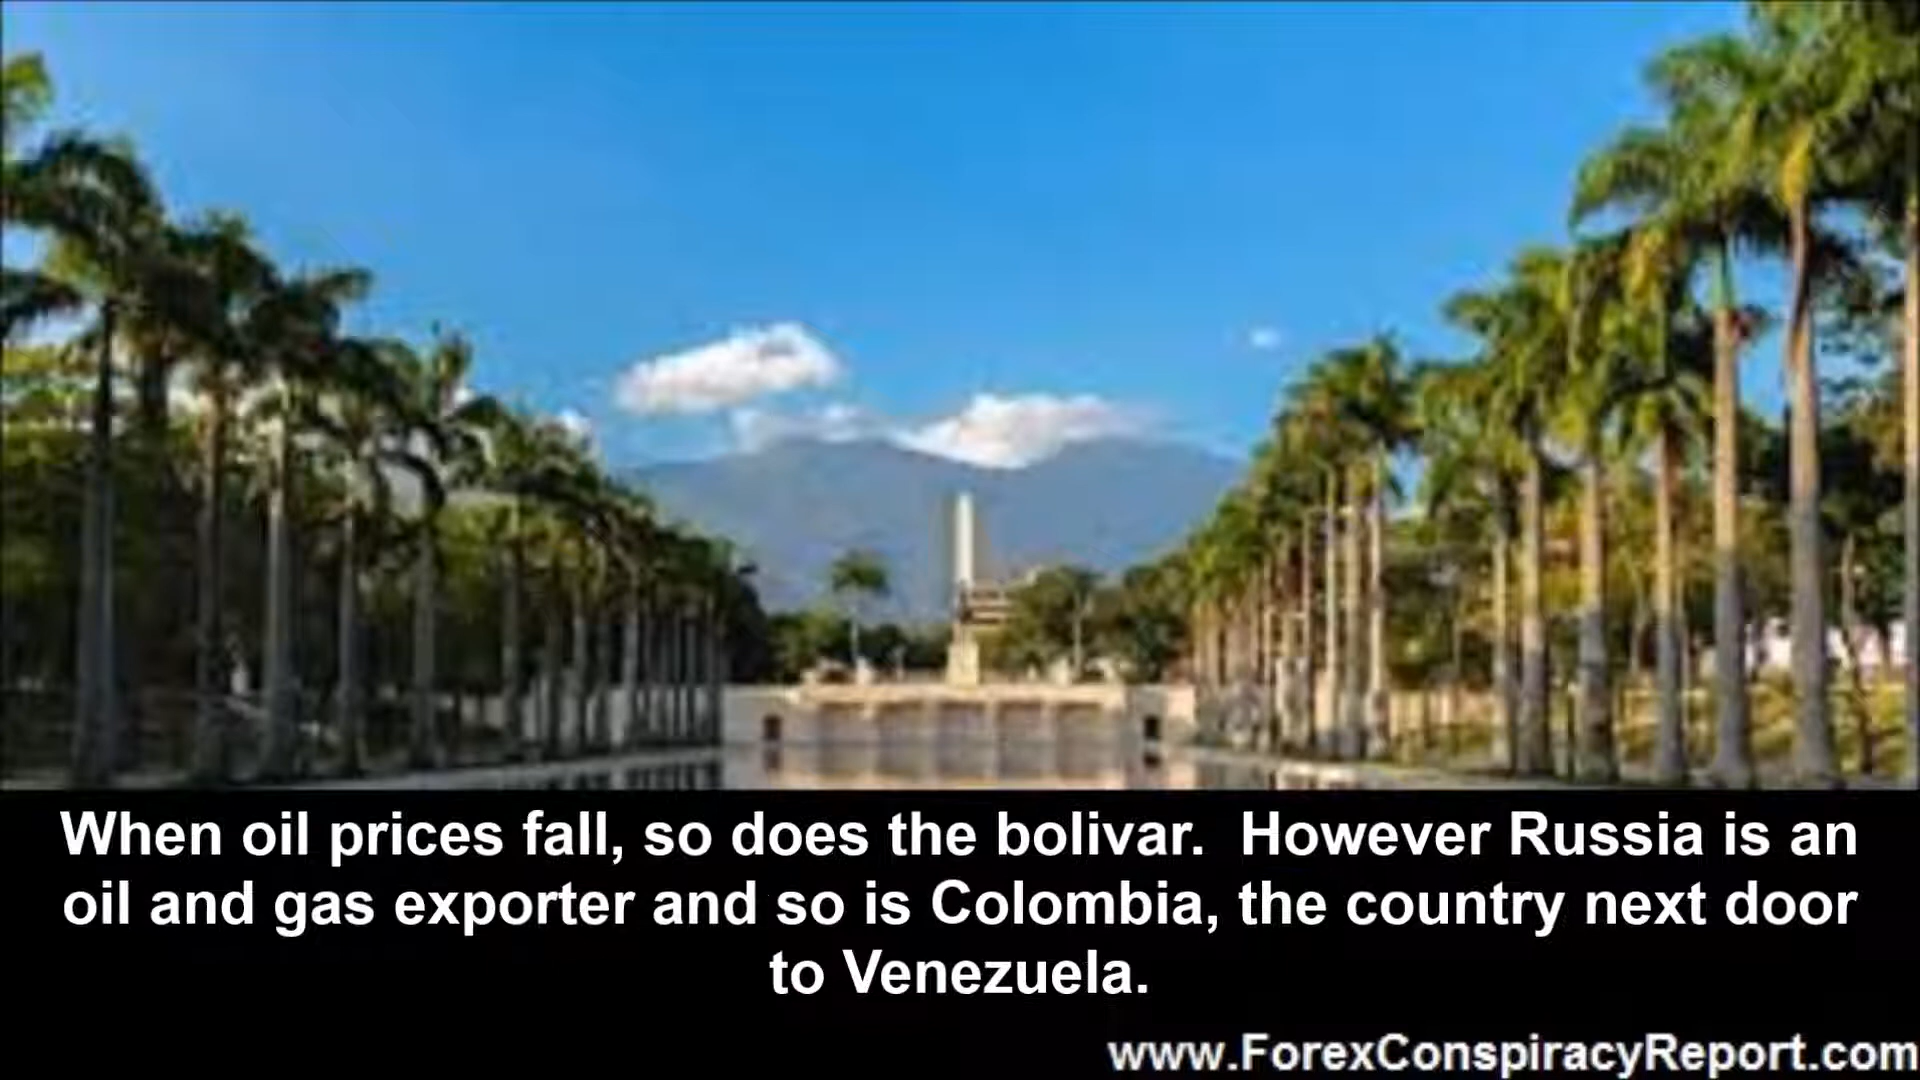 When oil prices fall, so does the bolivar.  However Russia is an
oil and gas exporter and so is Colombia, the country next door
to Venezuela.
www.ForexConspiracyReport.com